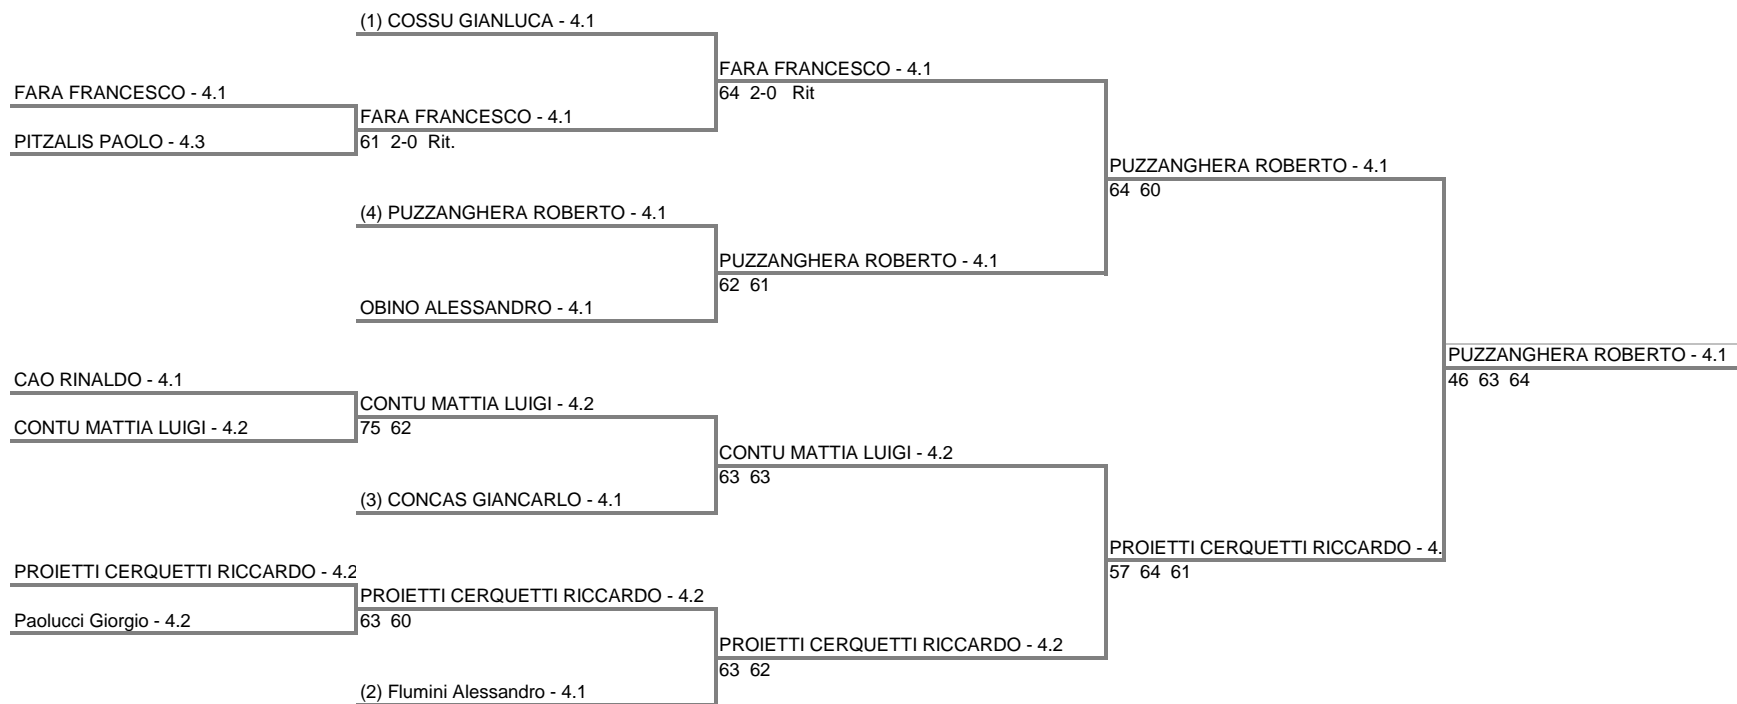 (1) COSSU GIANLUCA - 4.1
FARA FRANCESCO - 4.1
FARA FRANCESCO - 4.1
64 2-0 Rit
FARA FRANCESCO - 4.1
PITZALIS PAOLO - 4.3
61 2-0 Rit.
PUZZANGHERA ROBERTO - 4.1
64 60
(4) PUZZANGHERA ROBERTO - 4.1
PUZZANGHERA ROBERTO - 4.1
62 61
OBINO ALESSANDRO - 4.1
PUZZANGHERA ROBERTO - 4.1
CAO RINALDO - 4.1
46 63 64
CONTU MATTIA LUIGI - 4.2
CONTU MATTIA LUIGI - 4.2
75 62
CONTU MATTIA LUIGI - 4.2
63 63
(3) CONCAS GIANCARLO - 4.1
PROIETTI CERQUETTI RICCARDO - 4.
PROIETTI CERQUETTI RICCARDO - 4.2
57 64 61
PROIETTI CERQUETTI RICCARDO - 4.2
Paolucci Giorgio - 4.2
63 60
PROIETTI CERQUETTI RICCARDO - 4.2
63 62
(2) Flumini Alessandro - 4.1